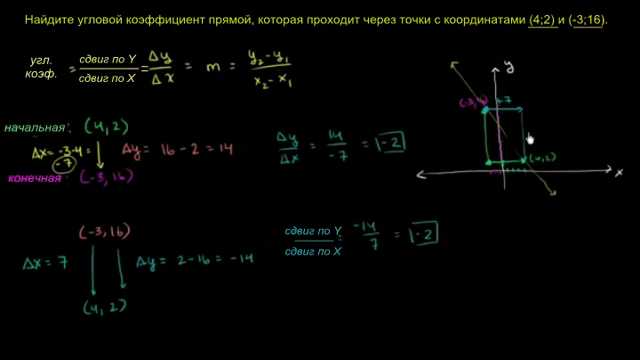 Найдите угловой коэффициент прямой, которая проходит через точки с координатами (4;2) и (-3;16).
угл. коэф. = сдвиг по Y / сдвиг по X = Δy / Δx = m = y₂ - y₁ / x₂ - x₁
начальная: (4, 2)
Δx = -3-4 = -7
Δy = 16 - 2 = 14
Δy / Δx = 14 / -7 = -2
конечная: (-3, 16)
(-3, 16)
Δx = 7
Δy = 2 - 16 = -14
(4, 2)
сдвиг по Y / сдвиг по X = -14 / 7 = -2
y
(-3, 16)
(4, 2)
x